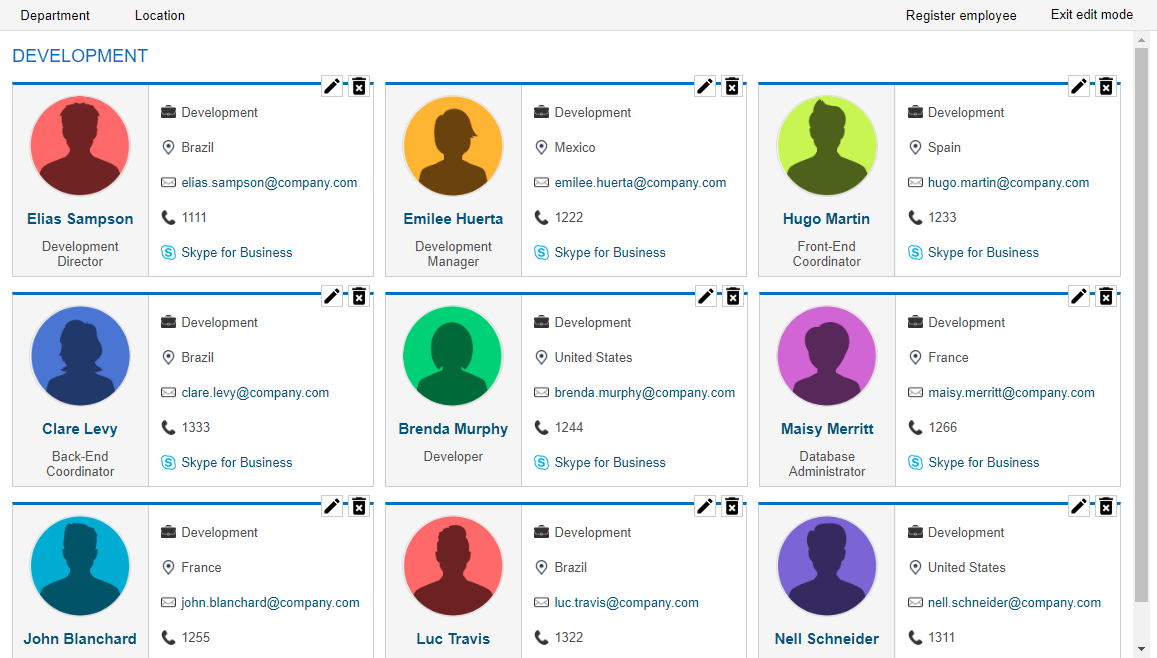 Department
Location
Register employee
Exit edit mode
DEVELOPMENT
Elias Sampson
Development
Director
Development
Brazil
elias.sampson@company.com
1111
Skype for Business
Emilee Huerta
Development
Manager
Development
Mexico
emilee.huerta@company.com
1222
Skype for Business
Hugo Martin
Front-End
Coordinator
Development
Spain
hugo.martin@company.com
1233
Skype for Business
Clare Levy
Back-End
Coordinator
Development
Brazil
clare.levy@company.com
1333
Skype for Business
Brenda Murphy
Developer
Development
United States
brenda.murphy@company.com
1244
Skype for Business
Maisy Merritt
Database
Administrator
Development
France
maisy.merritt@company.com
1266
Skype for Business
John Blanchard
Development
France
john.blanchard@company.com
1255
Luc Travis
Development
Brazil
luc.travis@company.com
1322
Nell Schneider
Development
United States
nell.schneider@company.com
1311